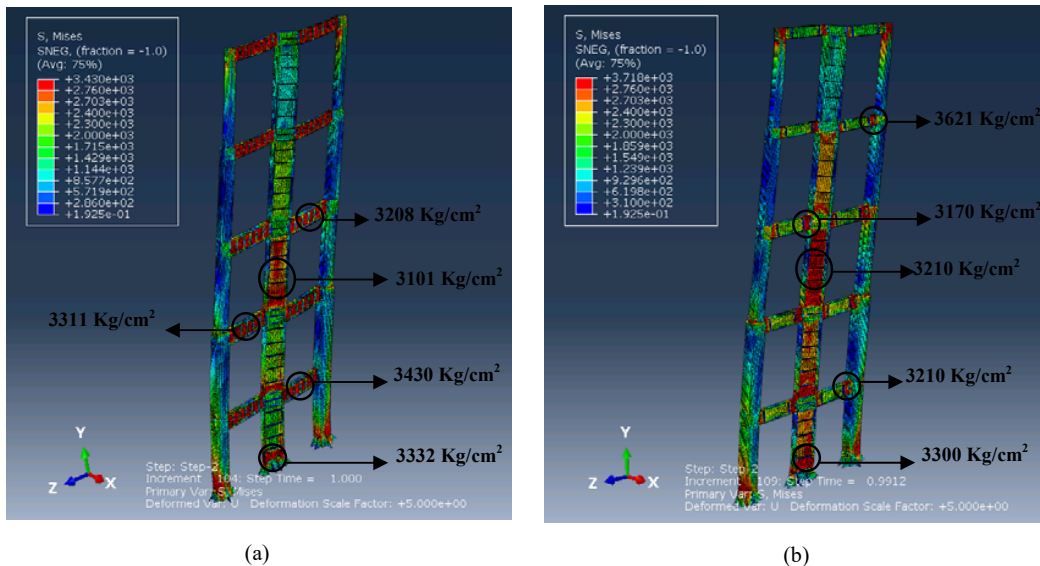 S, Mises
SNEG, (fraction = -1.0)
(Avg: 75%)
+3.430e+03
+2.760e+03
+2.703e+03
+2.400e+03
+2.300e+03
+2.000e+03
+1.715e+03
+1.429e+03
+1.144e+03
+8.577e+02
+5.719e+02
+2.860e+02
+1.925e-01
3208 Kg/cm²
3101 Kg/cm²
3311 Kg/cm²
3430 Kg/cm²
3332 Kg/cm²
Y
Z
X
Step: Step-2
Increment 104: Step Time = 1.000
Primary Var: S, Mises
Deformed Var: U Deformation Scale Factor: +5.000e+00
(a)
S, Mises
SNEG, (fraction = -1.0)
(Avg: 75%)
+3.718e+03
+2.760e+03
+2.703e+03
+2.400e+03
+2.300e+03
+2.000e+03
+1.859e+03
+1.549e+03
+1.239e+03
+9.296e+02
+6.198e+02
+3.100e+02
+1.925e-01
3621 Kg/cm²
3170 Kg/cm²
3210 Kg/cm²
3210 Kg/cm²
3300 Kg/cm²
Y
Z
X
Step: Step-2
Increment 109: Step Time = 0.9912
Primary Var: S, Mises
Deformed Var: U Deformation Scale Factor: +5.000e+00
(b)